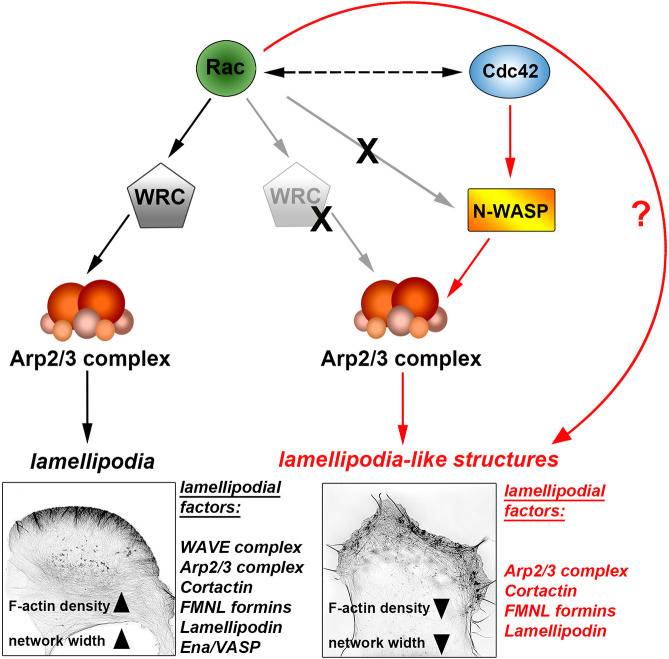 Rac
Cdc42
X
WRC
WRC
X
N-WASP
?
Arp2/3 complex
Arp2/3 complex
lamellipodia
lamellipodia-like structures
lamellipodial
factors:
WAVE complex
Arp2/3 complex
Cortactin
FMNL formins
Lamellipodin
Ena/VASP
F-actin density
network width
lamellipodial
factors:
Arp2/3 complex
Cortactin
FMNL formins
Lamellipodin
F-actin density
network width